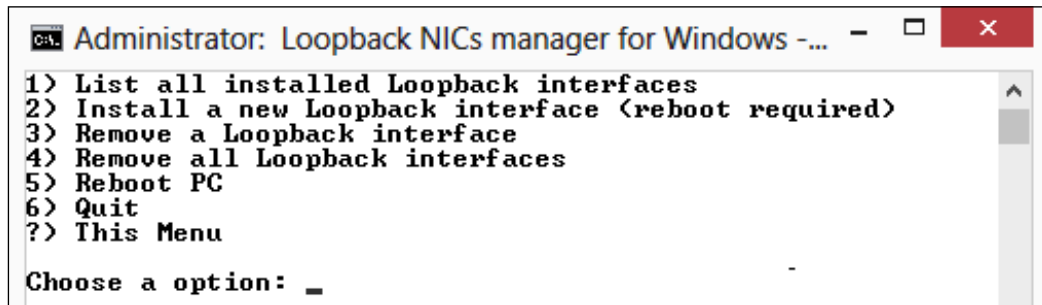 Administrator: Loopback NICs manager for Windows -...
1) List all installed Loopback interfaces
2) Install a new Loopback interface (reboot required)
3) Remove a Loopback interface
4) Remove all Loopback interfaces
5) Reboot PC
6) Quit
?) This Menu
Choose a option: _